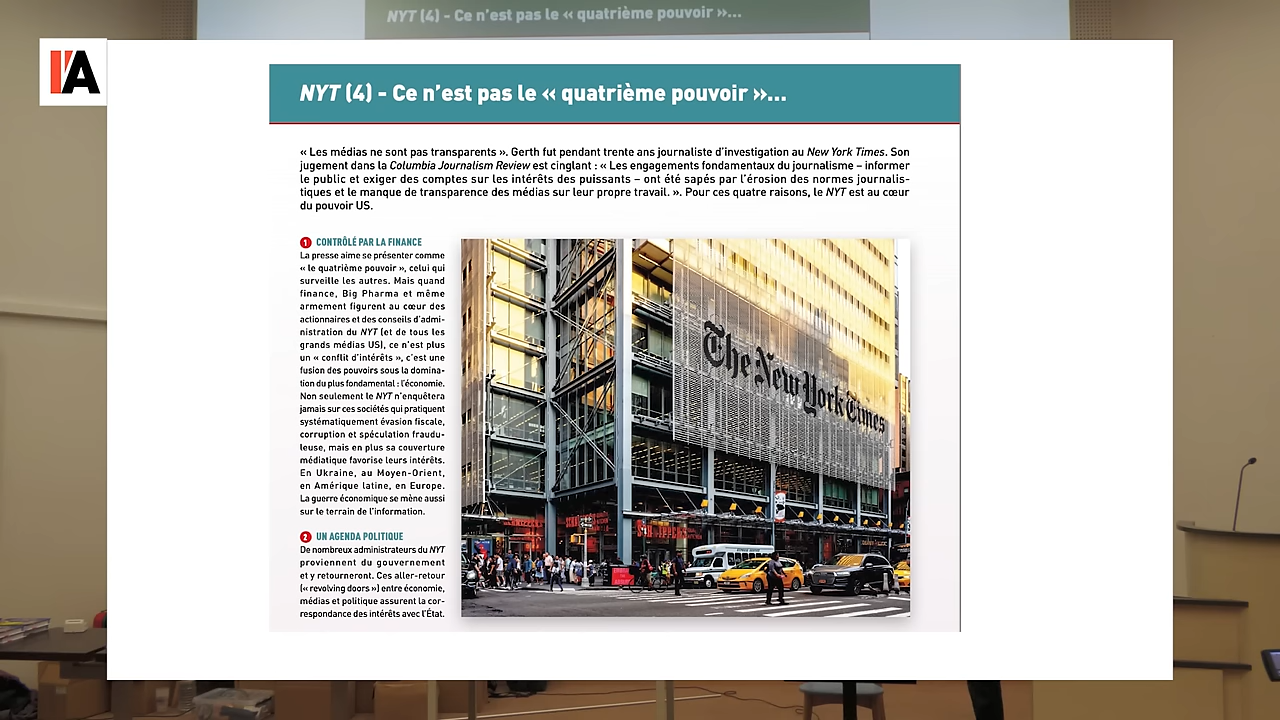 NYT (4) - Ce n'est pas le « quatrième pouvoir »...
I'A
NYT (4) - Ce n'est pas le « quatrième pouvoir »...
« Les médias ne sont pas transparents ». Gerth fut pendant trente ans journaliste d'investigation au New York Times. Son
jugement dans la Columbia Journalism Review est cinglant : « Les engagements fondamentaux du journalisme – informer
le public et exiger des comptes sur les intérêts des puissants – ont été sapés par l'érosion des normes journalis-
tiques et le manque de transparence des médias sur leur propre travail. ». Pour ces quatre raisons, le NYT est au cœur
du pouvoir US.
1 CONTRÔLÉ PAR LA FINANCE
La presse aime se présenter comme
« le quatrième pouvoir », celui qui
surveille les autres. Mais quand
finance, Big Pharma et même
armement figurent au cœur des
actionnaires et des conseils d'admi-
nistration du NYT (et de tous les
grands médias US), ce n'est plus
un « conflit d'intérêts », c'est une
fusion des pouvoirs sous la domina-
tion du plus fondamental : l'économie.
Non seulement le NYT n'enquêtera
jamais sur ces sociétés qui pratiquent
systématiquement évasion fiscale,
corruption et spéculation fraudu-
leuse, mais en plus sa couverture
médiatique favorise leurs intérêts.
En Ukraine, au Moyen-Orient,
en Amérique latine, en Europe.
La guerre économique se mène aussi
sur le terrain de l'information.
2 UN AGENDA POLITIQUE
De nombreux administrateurs du NYT
proviennent du gouvernement
et y retourneront. Ces aller-retour
(« revolving doors ») entre économie,
médias et politique assurent la cor-
respondance des intérêts avec l'État.
The New York Times